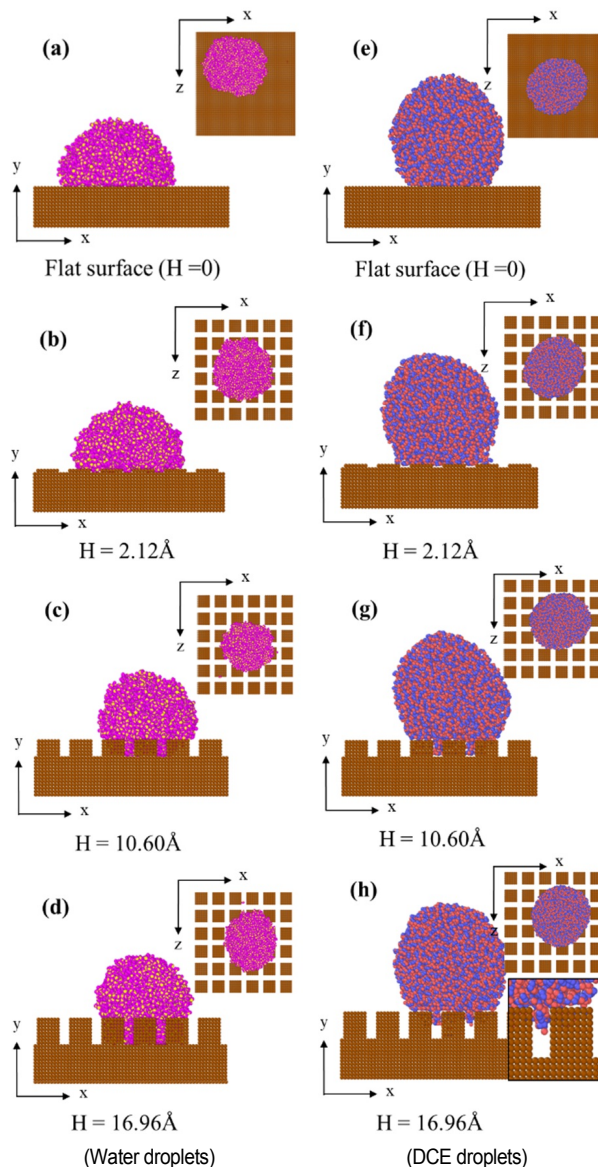 (a)
x
z
y
x
Flat surface (H =0)
(e)
x
z
y
x
Flat surface (H =0)
(b)
x
z
y
x
H = 2.12Å
(f)
x
z
y
x
H = 2.12Å
(c)
x
z
y
x
H = 10.60Å
(g)
x
z
y
x
H = 10.60Å
(d)
x
z
y
x
H = 16.96Å
(h)
x
z
y
x
H = 16.96Å
(Water droplets)
(DCE droplets)